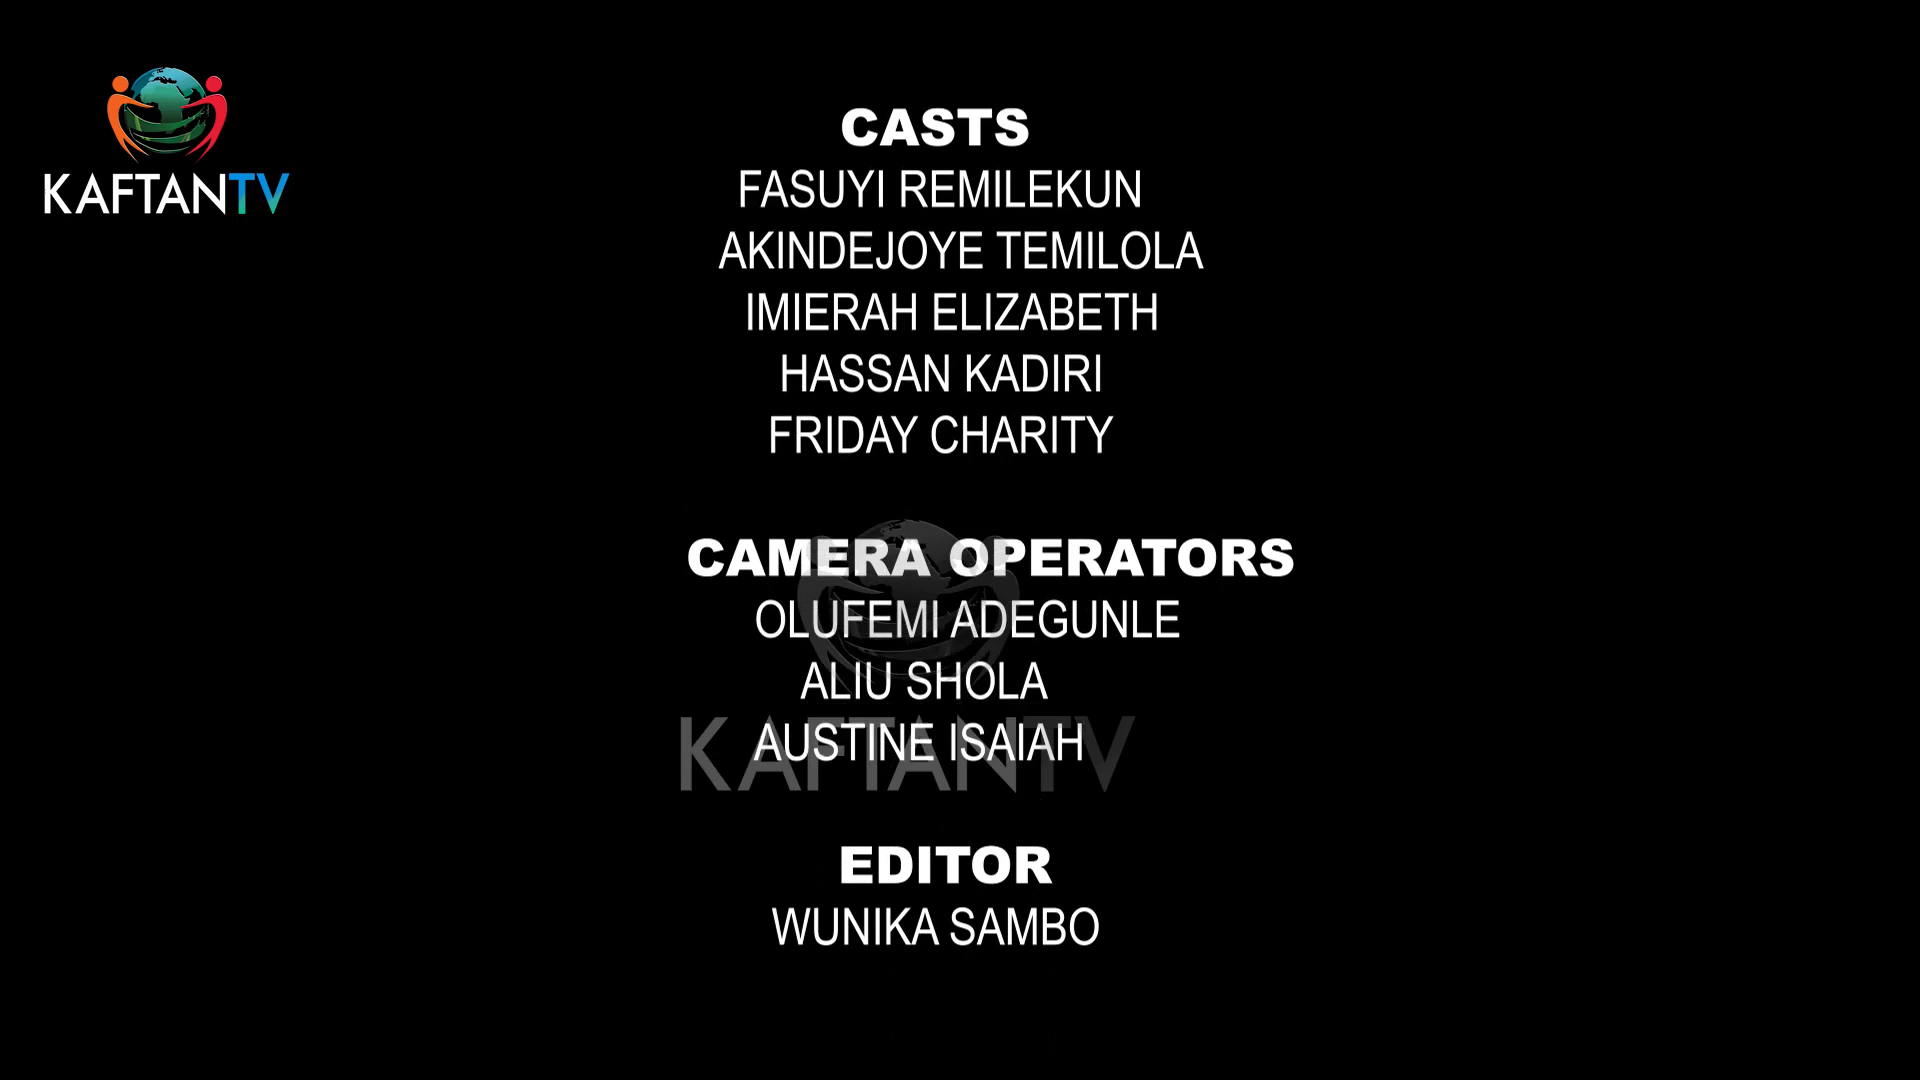 KAFTANTV
CASTS
FASUYI REMILEKUN
AKINDEJOYE TEMILOLA
IMIERAH ELIZABETH
HASSAN KADIRI
FRIDAY CHARITY
CAMERA OPERATORS
OLUFEMI ADEGUNLE
ALIU SHOLA
AUSTINE ISAIAH
KAFTANTV
EDITOR
WUNIKA SAMBO